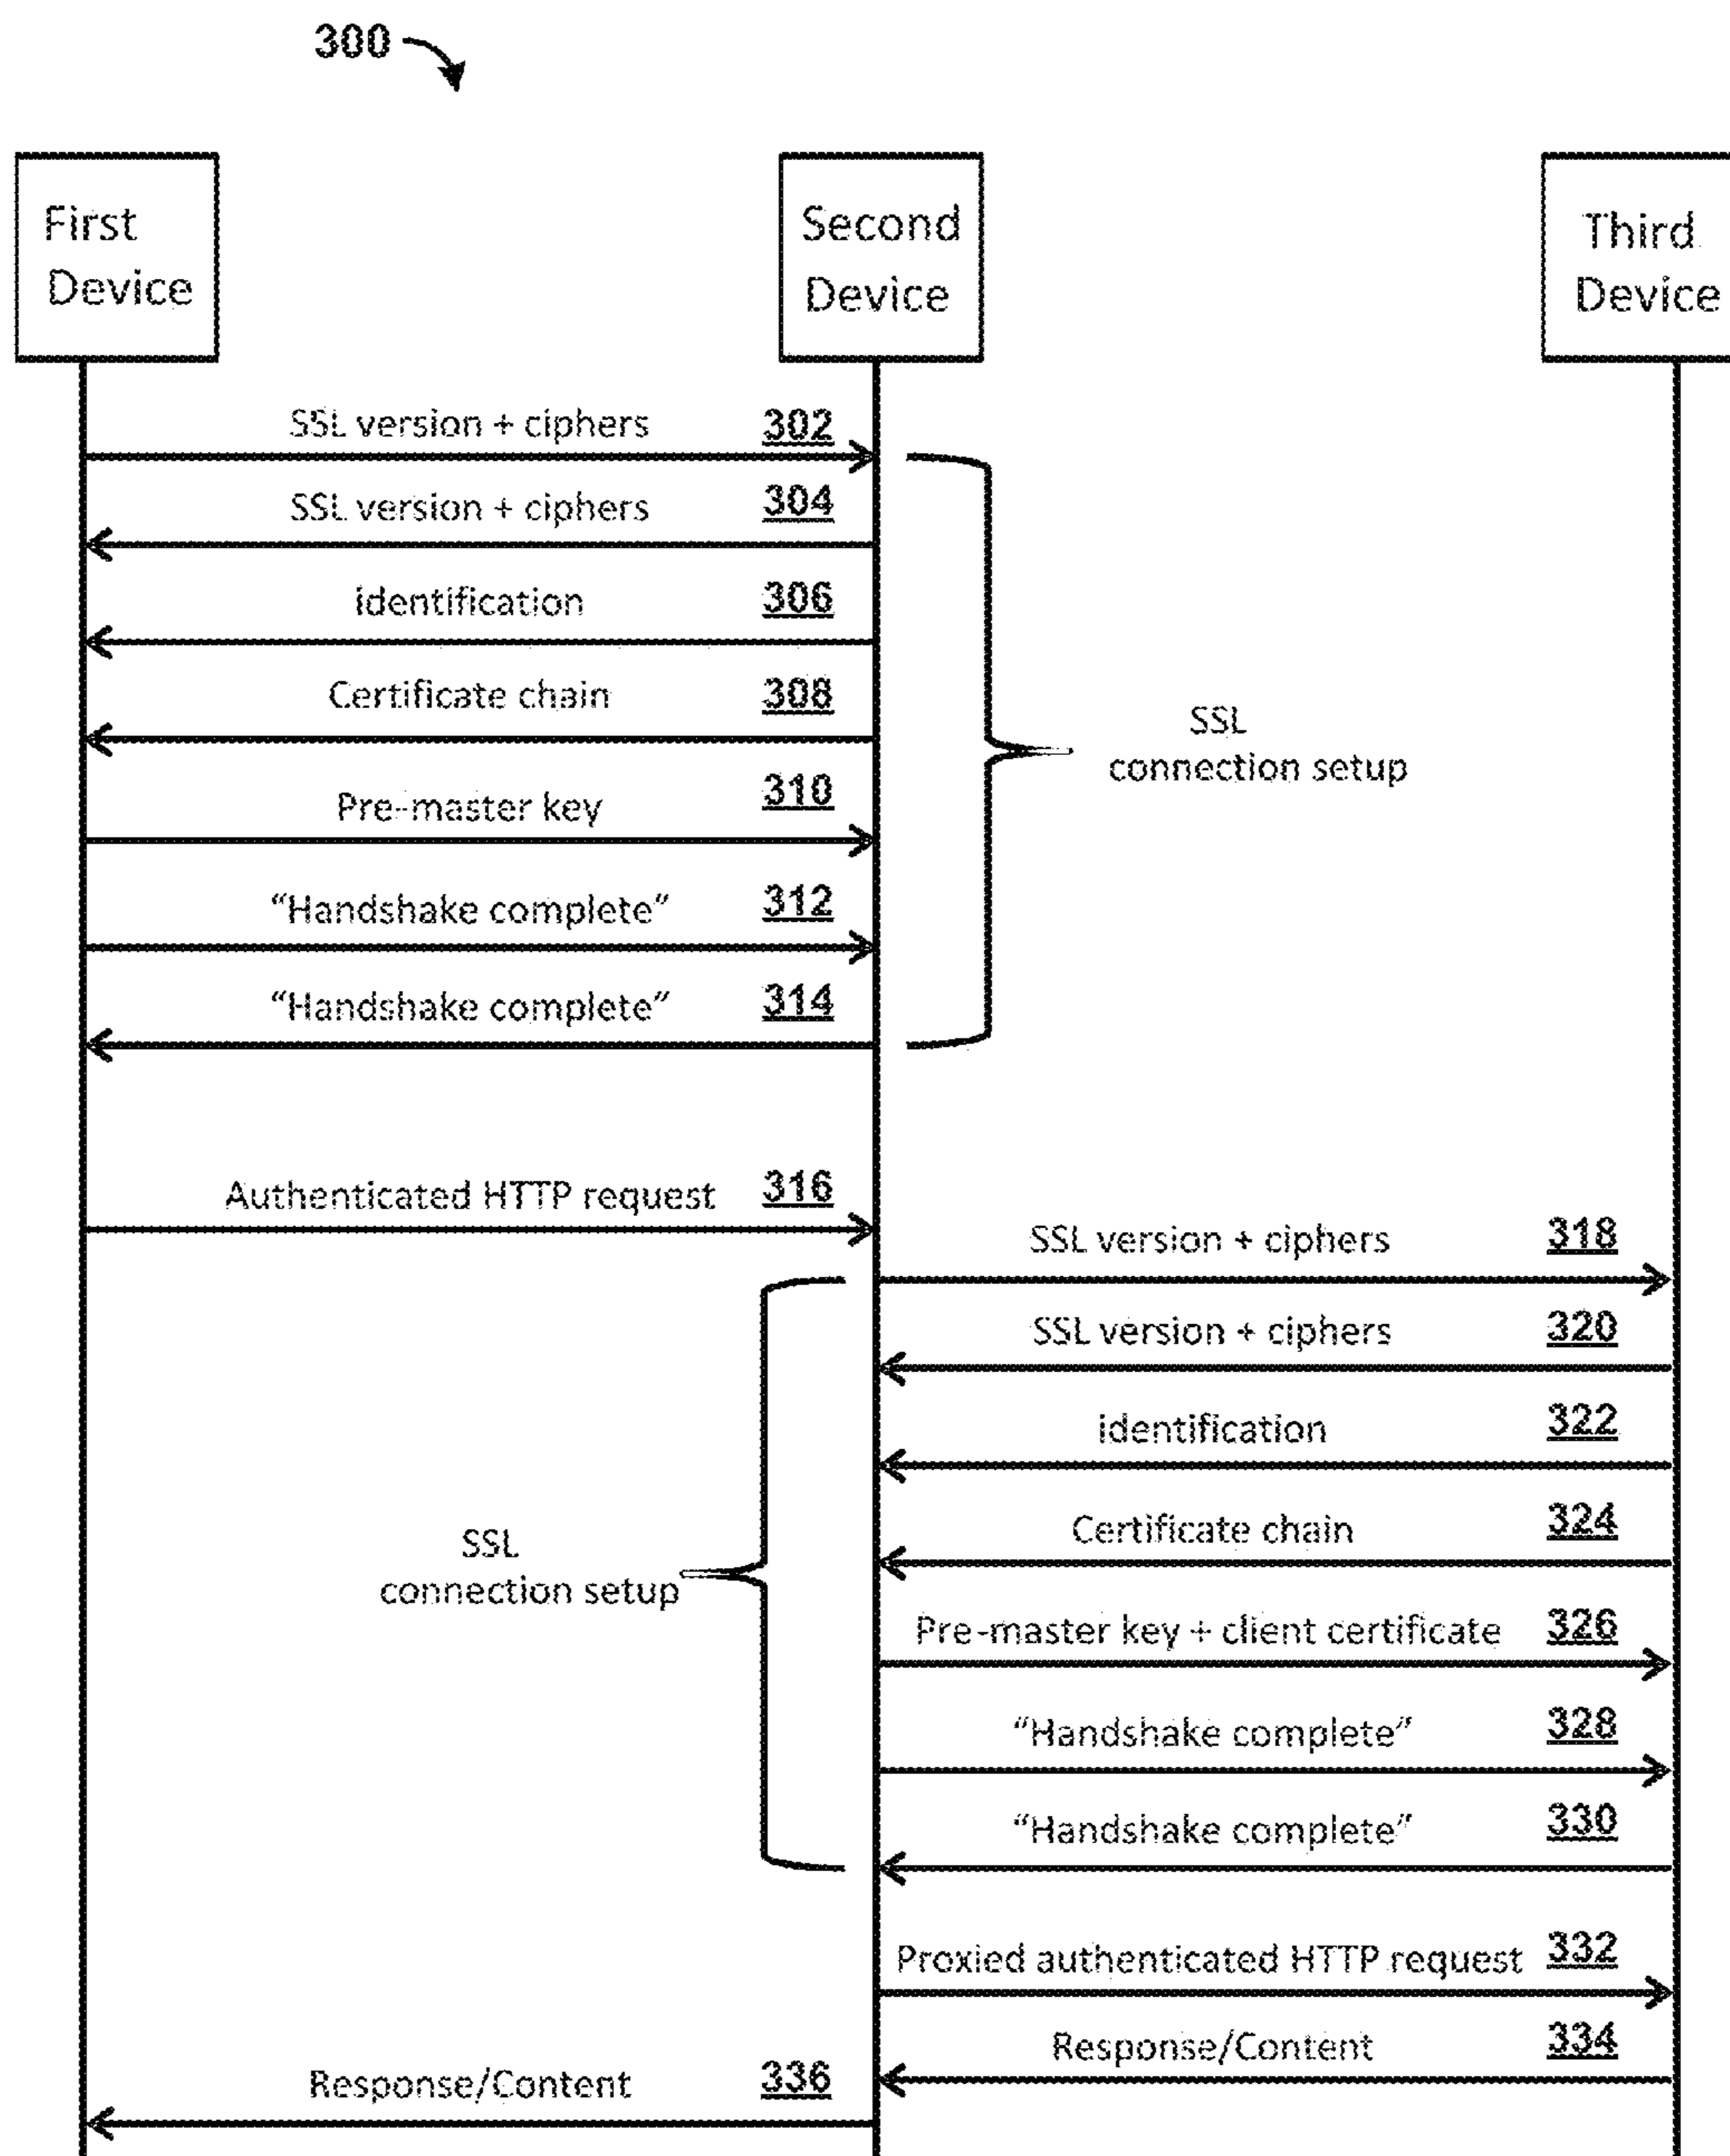 300
First
Device
Second
Device
Third
Device
SSL version + ciphers 302
SSL version + ciphers 304
identification 306
Certificate chain 308
SSL
connection setup
Pre-master key 310
"Handshake complete" 312
"Handshake complete" 314
Authenticated HTTP request 316
SSL version + ciphers 318
SSL version + ciphers 320
identification 322
Certificate chain 324
SSL
connection setup
Pre-master key + client certificate 326
"Handshake complete" 328
"Handshake complete" 330
Proxied authenticated HTTP request 332
Response/Content 334
Response/Content 336